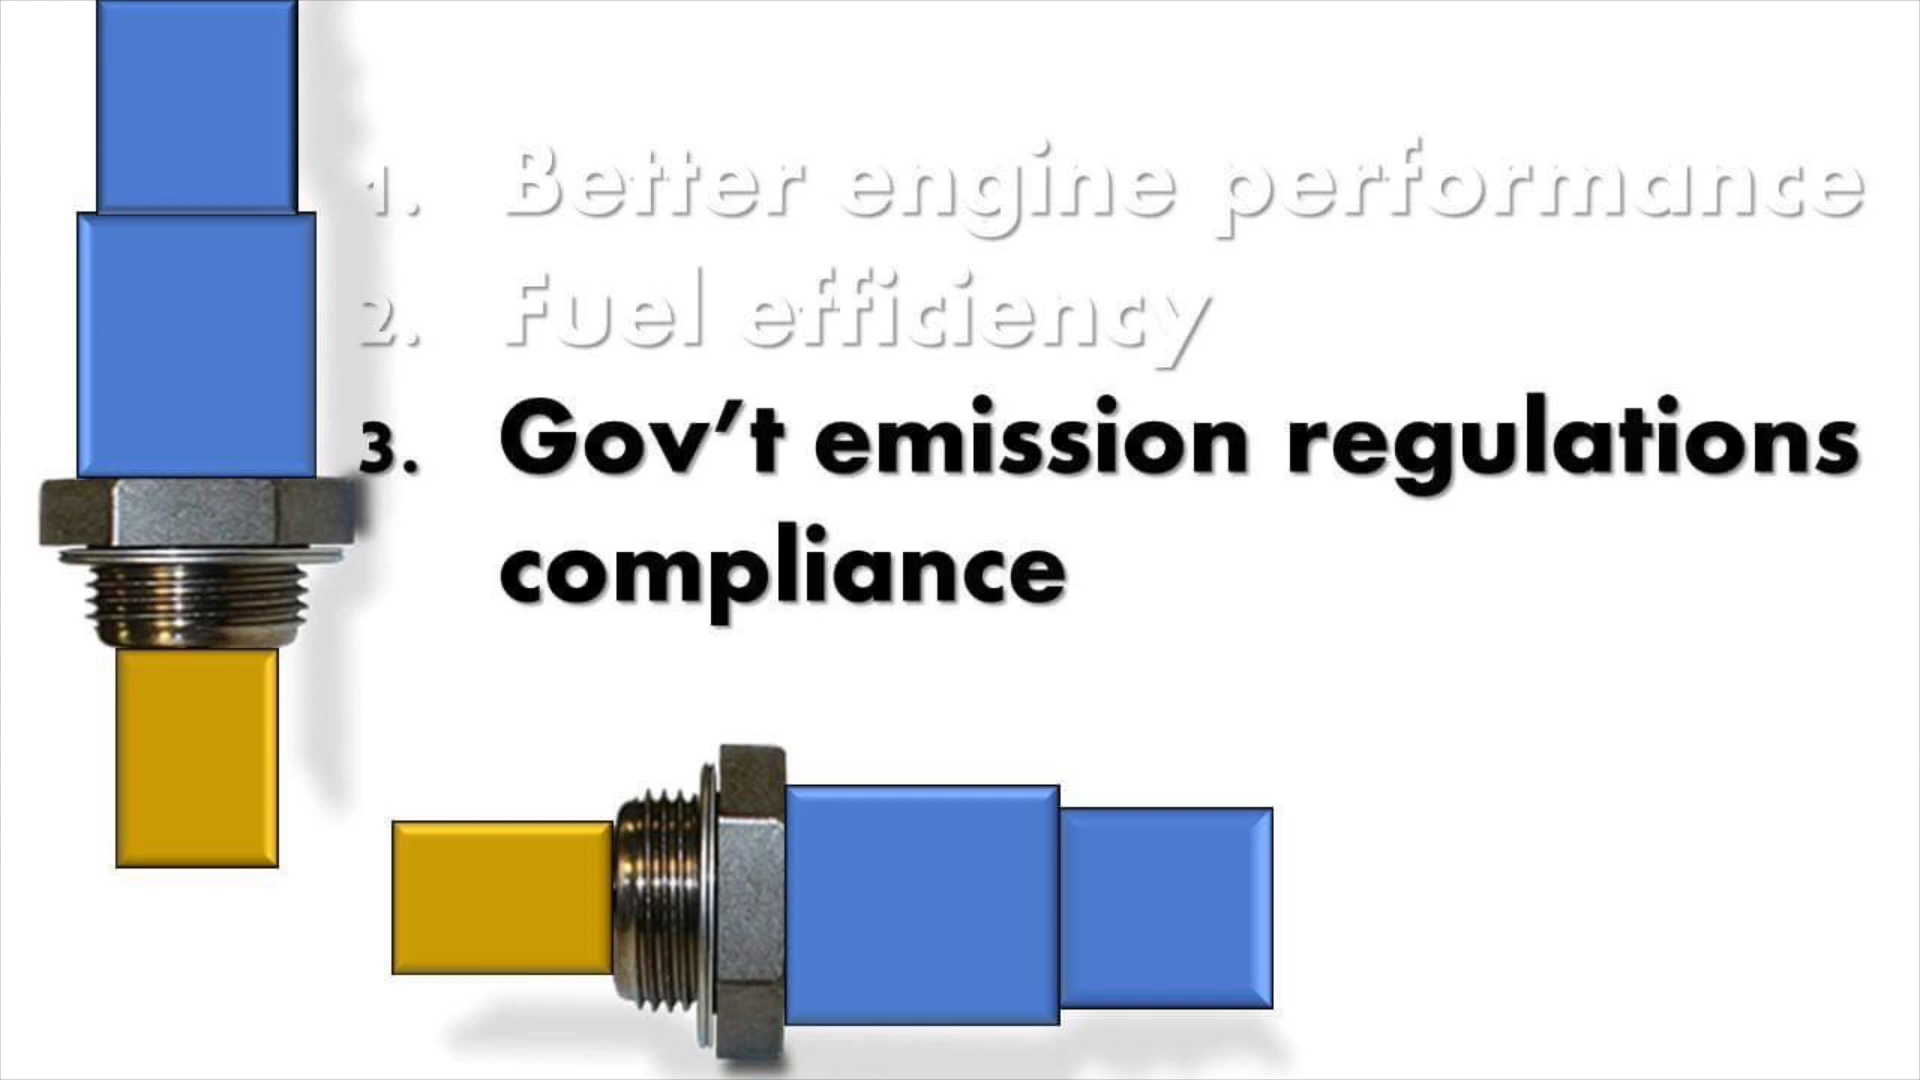 1. Better engine performance
2. Fuel efficiency
3. Gov’t emission regulations
compliance